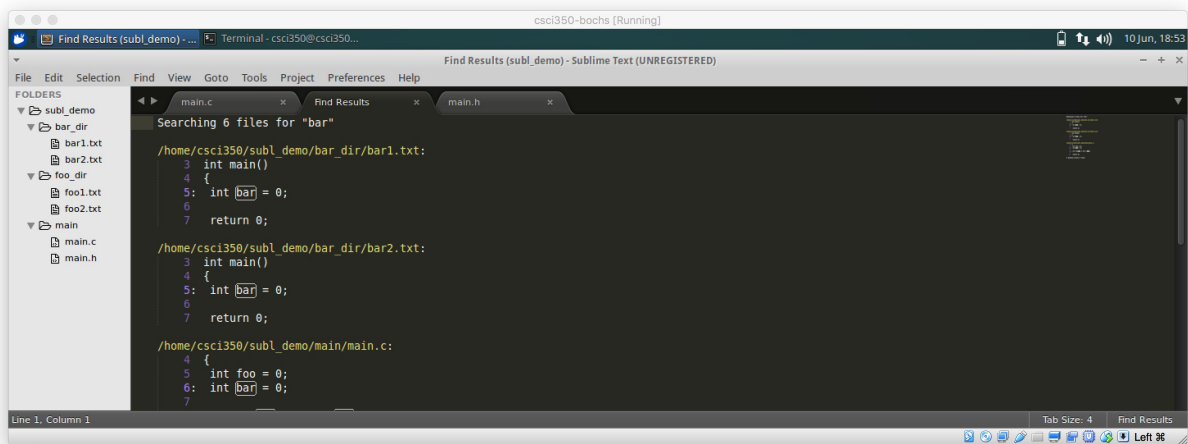 csci350-bochs [Running]
Find Results (subl_demo) - ... Terminal - csci350@csci350... 10 Jun, 18:53
Find Results (subl_demo) - Sublime Text (UNREGISTERED)
File Edit Selection Find View Goto Tools Project Preferences Help
FOLDERS
subl_demo
bar_dir
bar1.txt
bar2.txt
foo_dir
foo1.txt
foo2.txt
main
main.c
main.h
main.c Find Results main.h
Searching 6 files for "bar"
/home/csci350/subl_demo/bar_dir/bar1.txt:
3 int main()
4 {
5: int bar = 0;
6
7 return 0;
/home/csci350/subl_demo/bar_dir/bar2.txt:
3 int main()
4 {
5: int bar = 0;
6
7 return 0;
/home/csci350/subl_demo/main/main.c:
4 {
5 int foo = 0;
6: int bar = 0;
7
Line 1, Column 1 Tab Size: 4 Find Results
Left ⌘